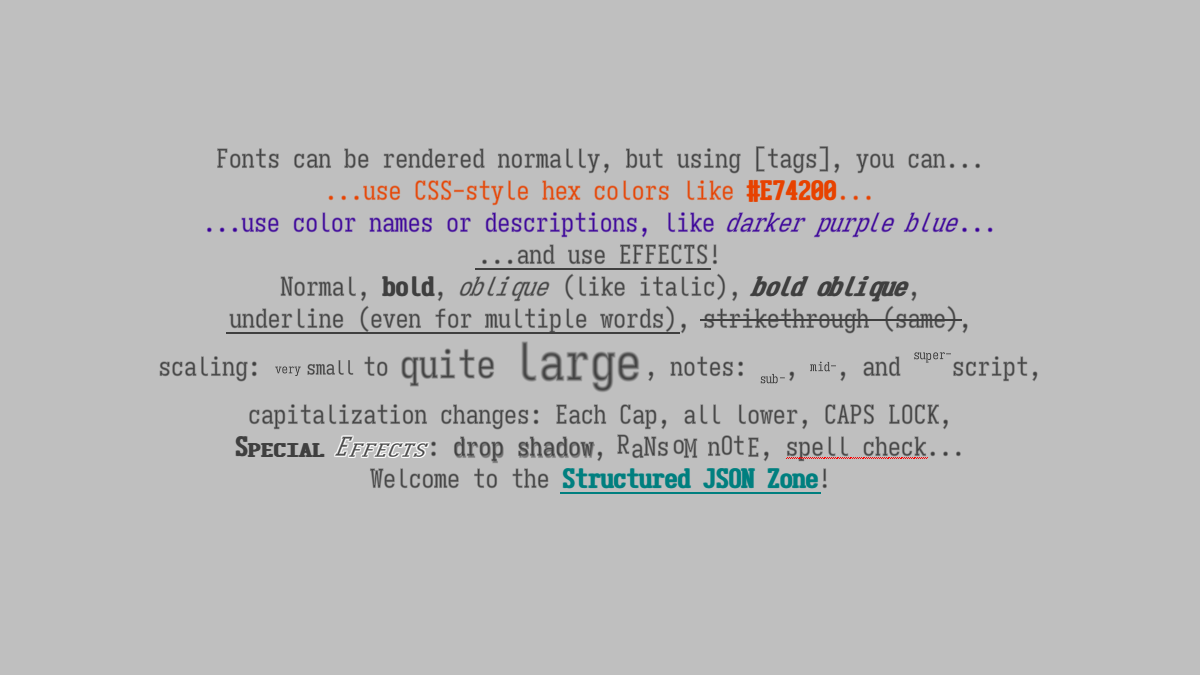 Fonts can be rendered normally, but using [tags], you can...
...use CSS-style hex colors like #E74200...
...use color names or descriptions, like darker purple blue...
...and use EFFECTS!
Normal, bold, oblique (like italic), bold oblique,
underline (even for multiple words), strikethrough (same),
scaling: very small to quite large, notes: sub-, mid-, and super-script,
capitalization changes: Each Cap, all lower, CAPS LOCK,
Special Effects: drop shadow, RaNsoM nOtE, spell check...
Welcome to the Structured JSON Zone!